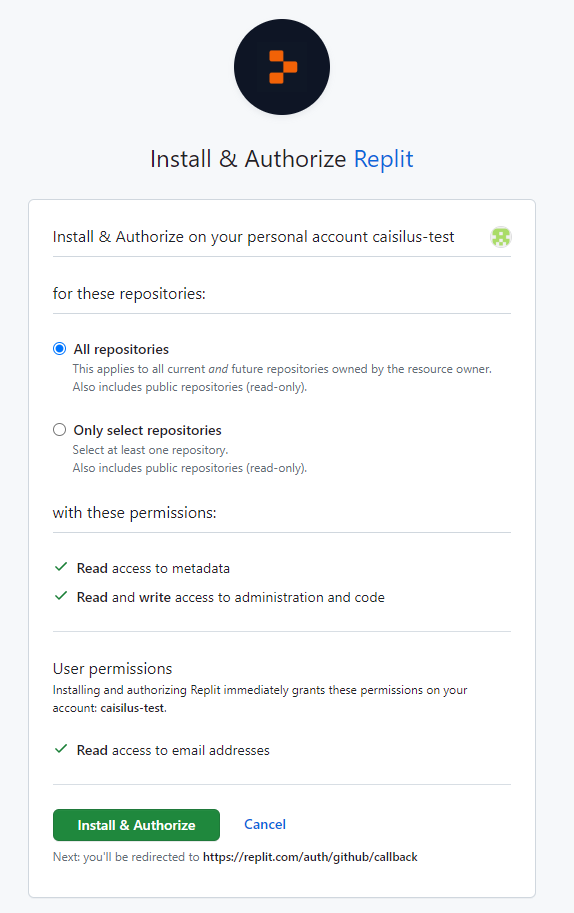 Install & Authorize Replit
Install & Authorize on your personal account caisilus-test
for these repositories:
All repositories
This applies to all current and future repositories owned by the resource owner.
Also includes public repositories (read-only).
Only select repositories
Select at least one repository.
Also includes public repositories (read-only).
with these permissions:
Read access to metadata
Read and write access to administration and code
User permissions
Installing and authorizing Replit immediately grants these permissions on your
account: caisilus-test.
Read access to email addresses
Install & Authorize Cancel
Next: you'll be redirected to https://replit.com/auth/github/callback